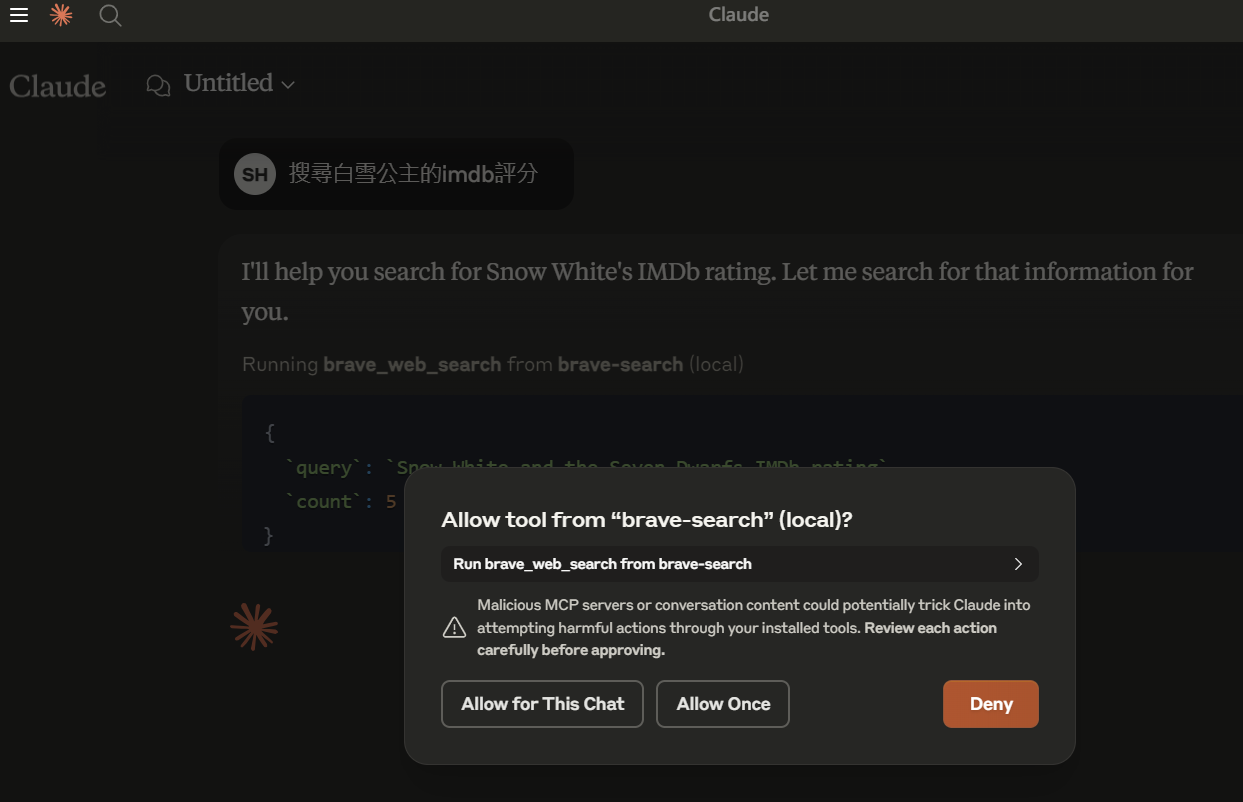 Claude
Claude
Untitled
SH
搜尋白雪公主的imdb評分
I'll help you search for Snow White's IMDb rating. Let me search for that information for
you.
Running brave_web_search from brave-search (local)
{
`query`: `Snow White and the Seven Dwarfs IMDb rating`
`count`: 5
}
Allow tool from “brave-search” (local)?
Run brave_web_search from brave-search
Malicious MCP servers or conversation content could potentially trick Claude into
attempting harmful actions through your installed tools. Review each action
carefully before approving.
Allow for This Chat
Allow Once
Deny